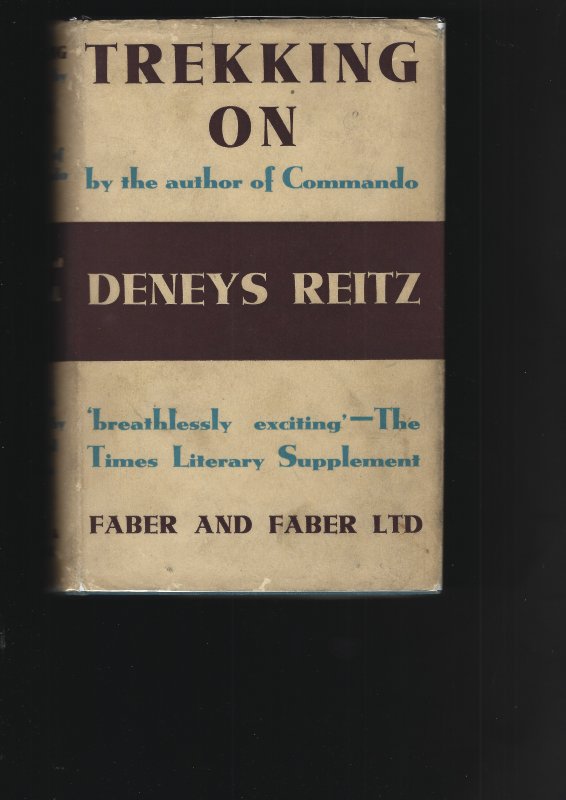 TREKKING
ON
by the author of Commando
DENEYS REITZ
'breathlessly exciting'—The
Times Literary Supplement
FABER AND FABER LTD